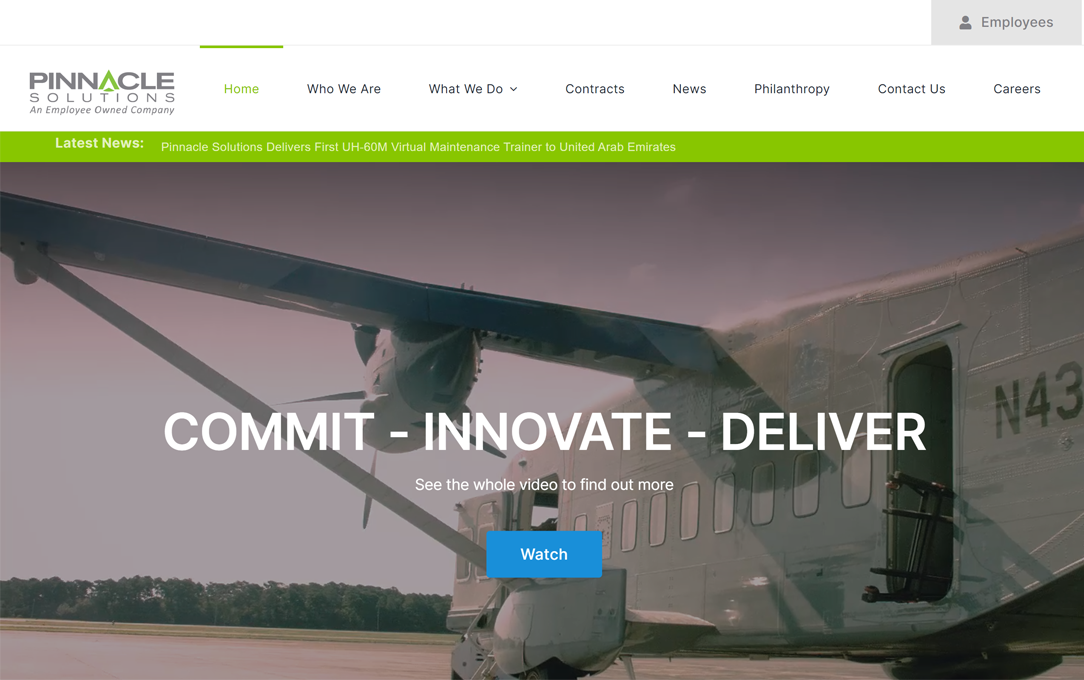 Employees
PINNACLE
SOLUTIONS
An Employee Owned Company
Home
Who We Are
What We Do
Contracts
News
Philanthropy
Contact Us
Careers
Latest News:
Pinnacle Solutions Delivers First UH-60M Virtual Maintenance Trainer to United Arab Emirates
N43
COMMIT - INNOVATE - DELIVER
See the whole video to find out more
Watch